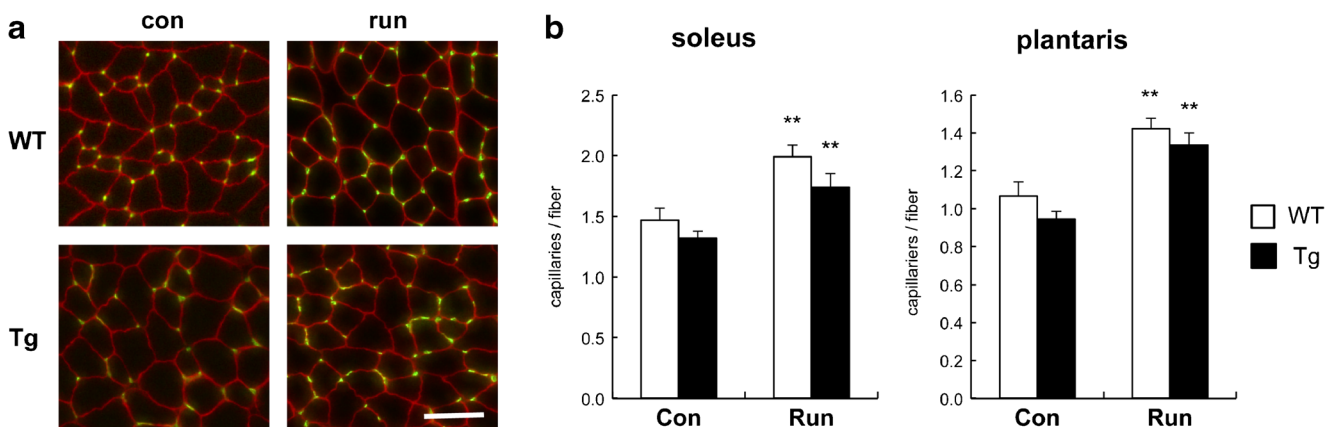 a
con
run
WT
Tg
b
soleus
capillaries / fiber
2.5
2.0
1.5
1.0
0.5
0.0
**
**
Con
Run
plantaris
capillariers / fiber
1.6
1.4
1.2
1.0
0.8
0.6
0.4
0.2
0.0
**
**
Con
Run
WT
Tg